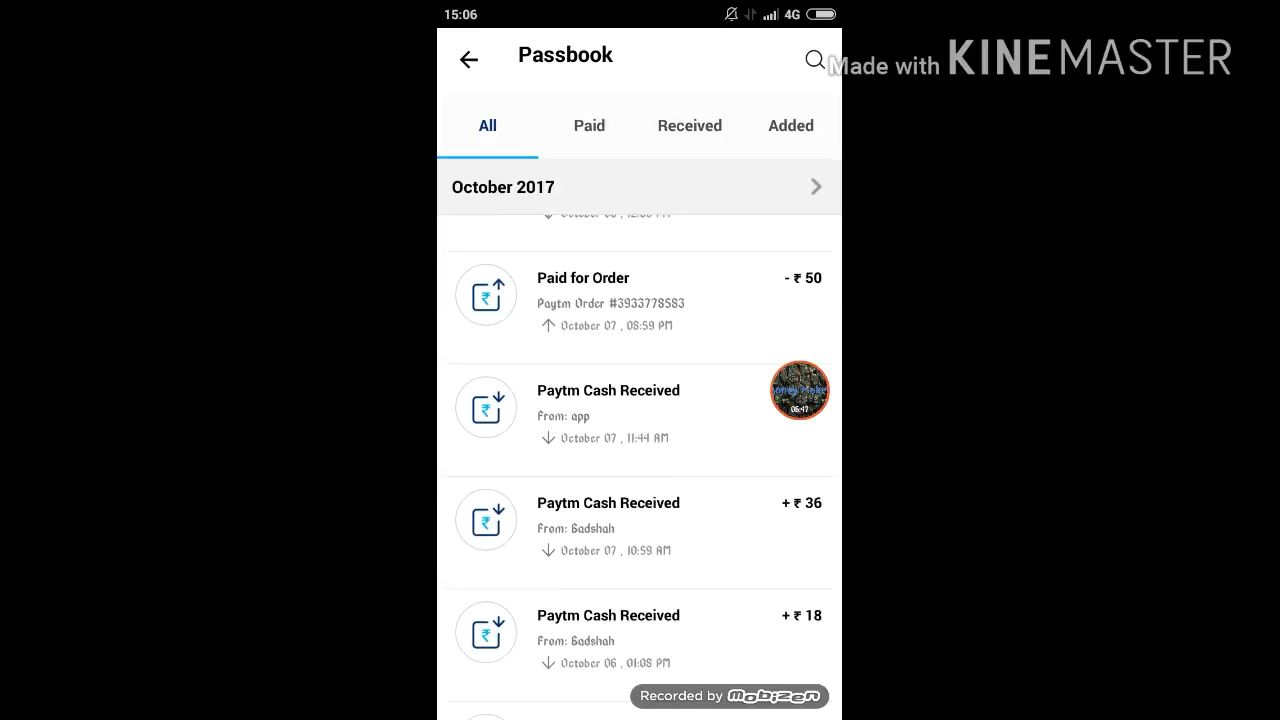 15:06
4G
Passbook
Made with KINEMASTER
All
Paid
Received
Added
October 2017
Paid for Order
- ₹ 50
Paytm Order #3933778583
October 07 , 08:59 PM
Paytm Cash Received
From: app
06:47
October 07 , 11:44 AM
Paytm Cash Received
+ ₹ 36
From: Badshah
October 07 , 10:59 AM
Paytm Cash Received
+ ₹ 18
From: Badshah
October 06 , 01:08 PM
Recorded by mobizen